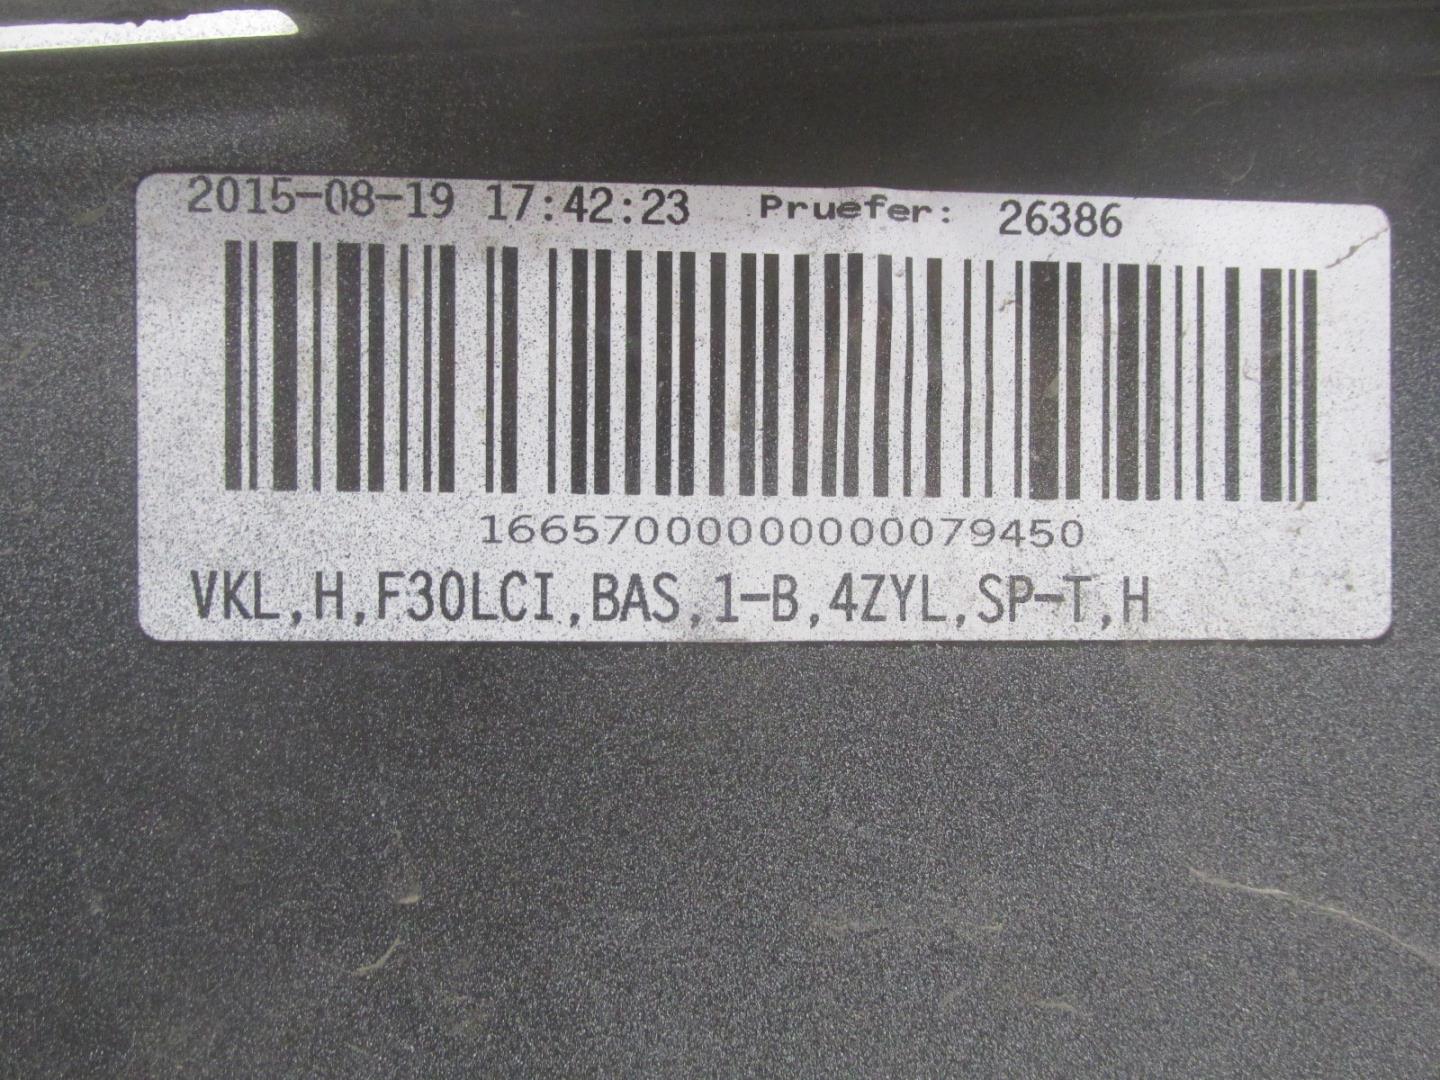 2015-08-19 17:42:23 Pruefer: 26386
16657000000000079450
VKL,H,F30LCI,BAS,1-B,4ZYL,SP-T,H